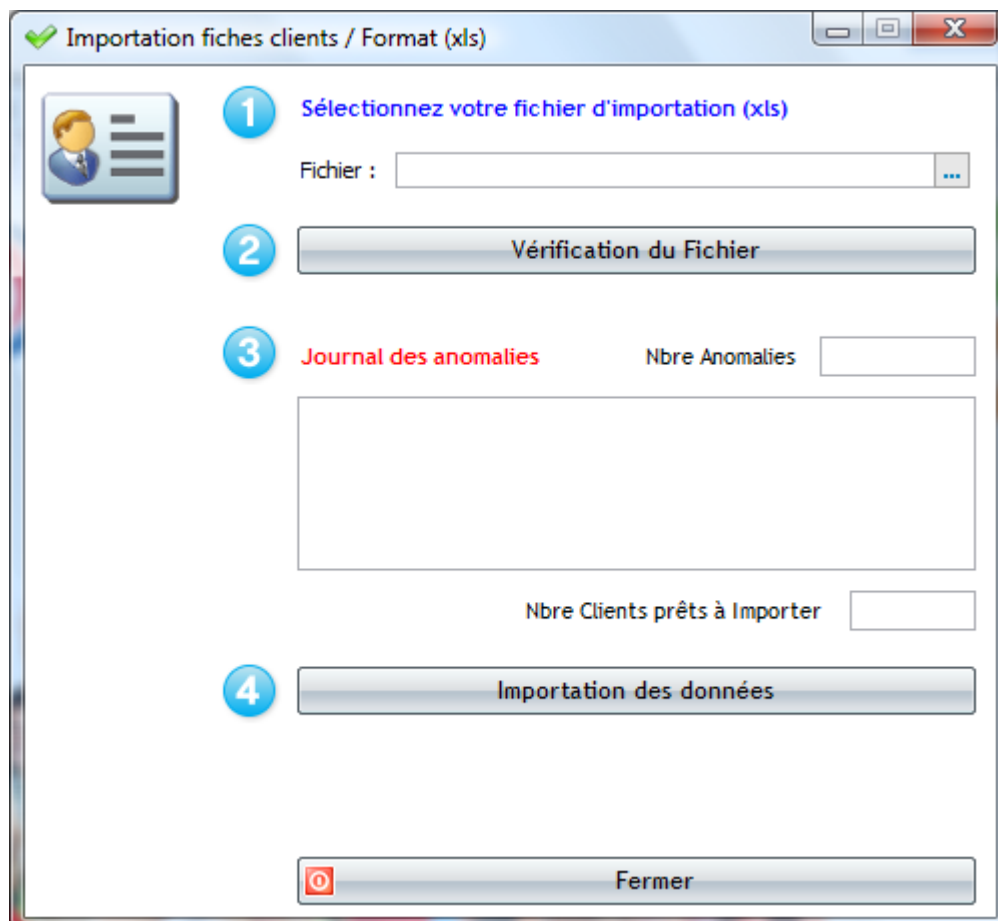 Importation fiches clients / Format (xls)
1 Sélectionnez votre fichier d'importation (xls)
Fichier : ...
2 Vérification du Fichier
3 Journal des anomalies Nbre Anomalies
Nbre Clients prêts à Importer
4 Importation des données
Fermer